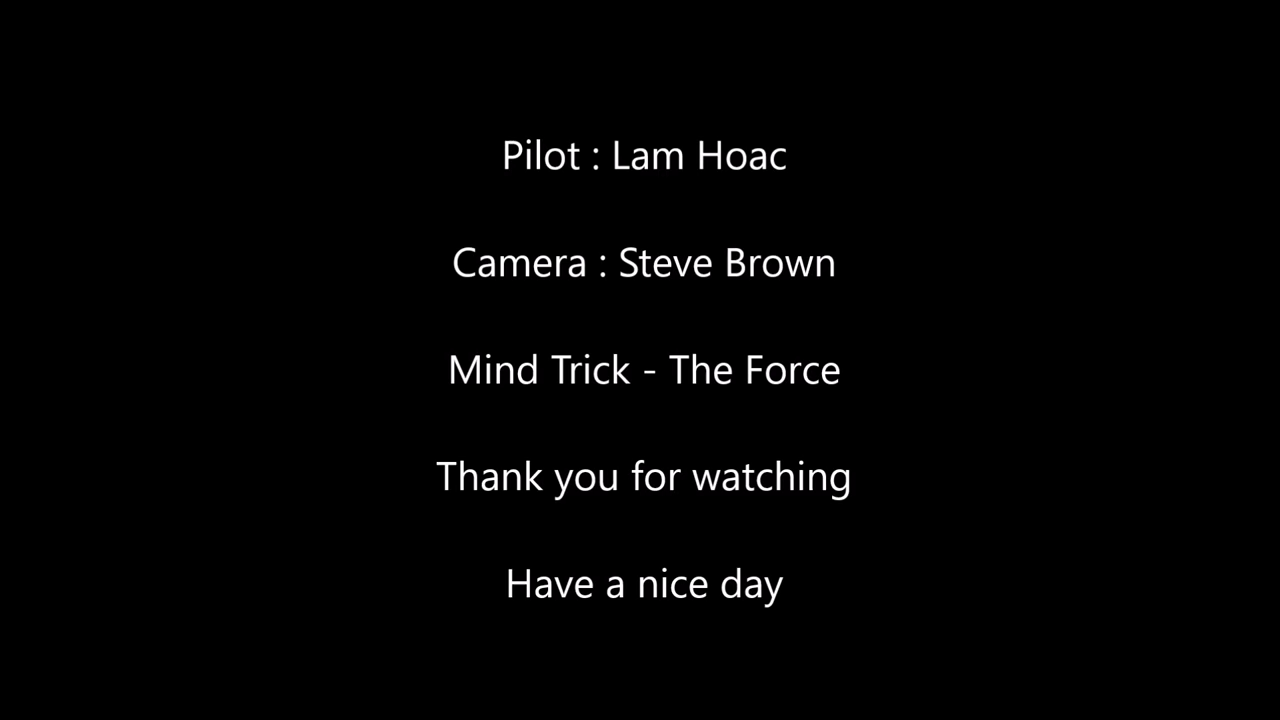 Pilot : Lam Hoac
Camera : Steve Brown
Mind Trick - The Force
Thank you for watching
Have a nice day